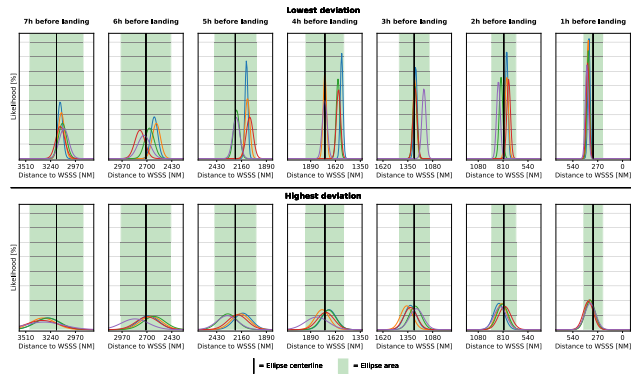 Lowest deviation
7h before landing 6h before landing 5h before landing 4h before landing 3h before landing 2h before landing 1h before landing
Likelihood [%]
3510 3240 2970 2970 2700 2430 2430 2160 1890 1890 1620 1350 1620 1350 1080 1080 810 540 540 270 0
Distance to WSSS [NM] Distance to WSSS [NM] Distance to WSSS [NM] Distance to WSSS [NM] Distance to WSSS [NM] Distance to WSSS [NM] Distance to WSSS [NM]
Highest deviation
Likelihood [%]
3510 3240 2970 2970 2700 2430 2430 2160 1890 1890 1620 1350 1620 1350 1080 1080 810 540 540 270 0
Distance to WSSS [NM] Distance to WSSS [NM] Distance to WSSS [NM] Distance to WSSS [NM] Distance to WSSS [NM] Distance to WSSS [NM] Distance to WSSS [NM]
= Ellipse centerline = Ellipse area